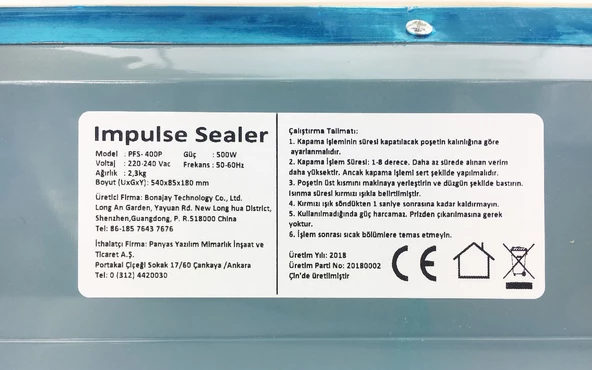 Impulse Sealer
Model : PFS- 400P Güç : 500W
Voltaj : 220-240 Vac Frekans : 50-60Hz
Ağırlık : 2,3kg
Boyut (UxGxY): 540x85x180 mm
Üretici Firma: Bonajay Technology Co., Ltd.
Long An Garden, Yayuan Rd. New Long hua District,
Shenzhen,Guangdong, P. R.518000 China
Tel: 86-185 7643 7676
İthalatçı Firma: Panyas Yazılım Mimarlık İnşaat ve
Ticaret A.Ş.
Portakal Çiçeği Sokak 17/60 Çankaya /Ankara
Tel: 0 (312) 4420030
Çalıştırma Talimatı:
1. Kapama İşleminin süresi kapatılacak poşetin kalınlığına göre
ayarlanmalıdır.
2. Kapama İşlem süresi: 1-8 derece. Daha az sürede alınan verim
daha yüksektir. Ancak kapama işlemi sert şekilde yapılmalıdır.
3. Poşetin üst kısmını makinaya yerleştirin ve düzgün şekilde bastırın.
Isınma süresi kırmızı ışıkla belirtilmiştir.
4. Kırmızı ışık söndükten 1 saniye sonrasına kadar kaldırmayın.
5. Kullanılmadığında güç harcamaz. Prizden çıkarılmasına gerek
yoktur.
6. İşlem sonrası sıcak bölümlere temas etmeyin.
Üretim Yılı: 2018
Üretim Parti No: 20180002
Çin'de üretilmiştir
CE